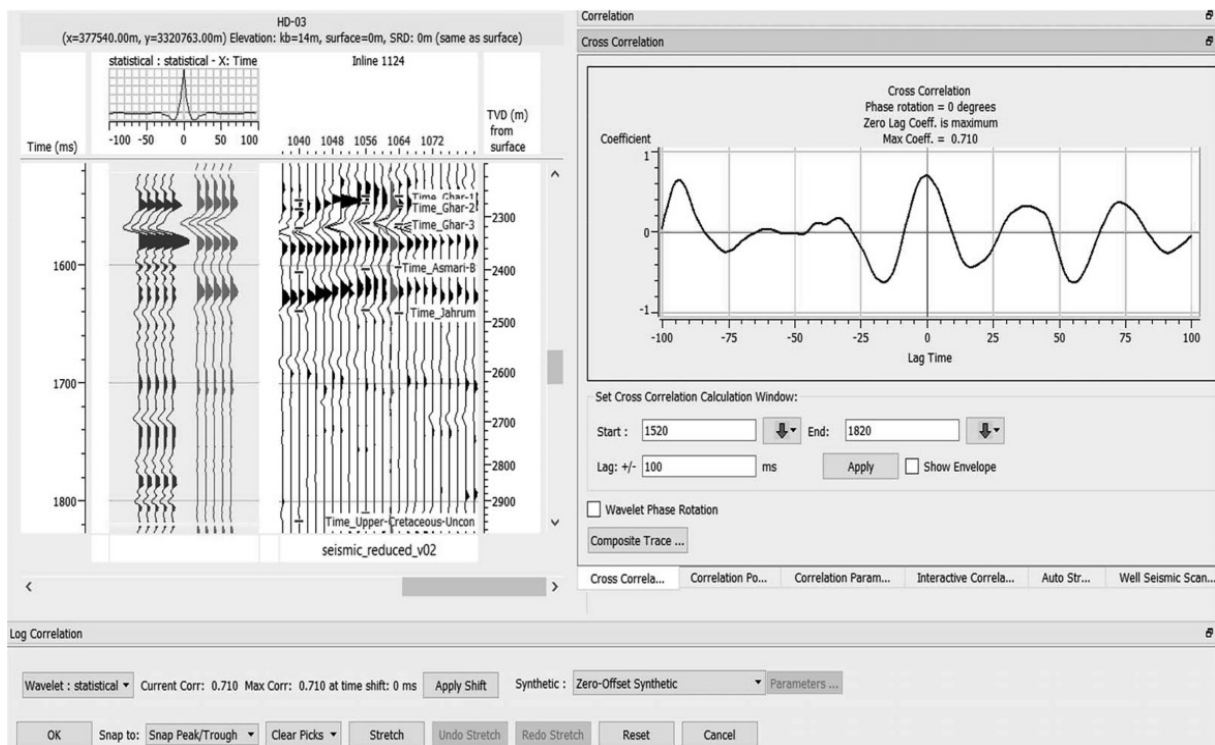 HD-03
(x=377540.00m, y=3320763.00m) Elevation: kb=14m, surface=0m, SRD: 0m (same as surface)
statistical : statistical - X: Time
Inline 1124
-100 -50 0 50 100
1040 1048 1056 1064 1072
Time (ms)
TVD (m)
from
surface
Time_Ghar-1
Time_Ghar-2
Time_Ghar-3
Time_Asmari-B
Time_Jahrum
Time_Upper-Cretaceous-Uncon
1600
1700
1800
2300
2400
2500
2600
2700
2800
2900
seismic_reduced_v02
Correlation
Cross Correlation
Cross Correlation
Phase rotation = 0 degrees
Zero Lag Coeff. is maximum
Max Coeff. = 0.710
Coefficient
1
0
-1
-100 -75 -50 -25 0 25 50 75 100
Lag Time
Set Cross Correlation Calculation Window:
Start : 1520 End: 1820
Lag: +/- 100 ms Apply Show Envelope
Wavelet Phase Rotation
Composite Trace ...
Cross Correla... Correlation Po... Correlation Param... Interactive Correla... Auto Str... Well Seismic Scan...
Log Correlation
Wavelet : statistical Current Corr: 0.710 Max Corr: 0.710 at time shift: 0 ms Apply Shift Synthetic : Zero-Offset Synthetic Parameters ...
OK Snap to: Snap Peak/Trough Clear Picks Stretch Undo Stretch Redo Stretch Reset Cancel